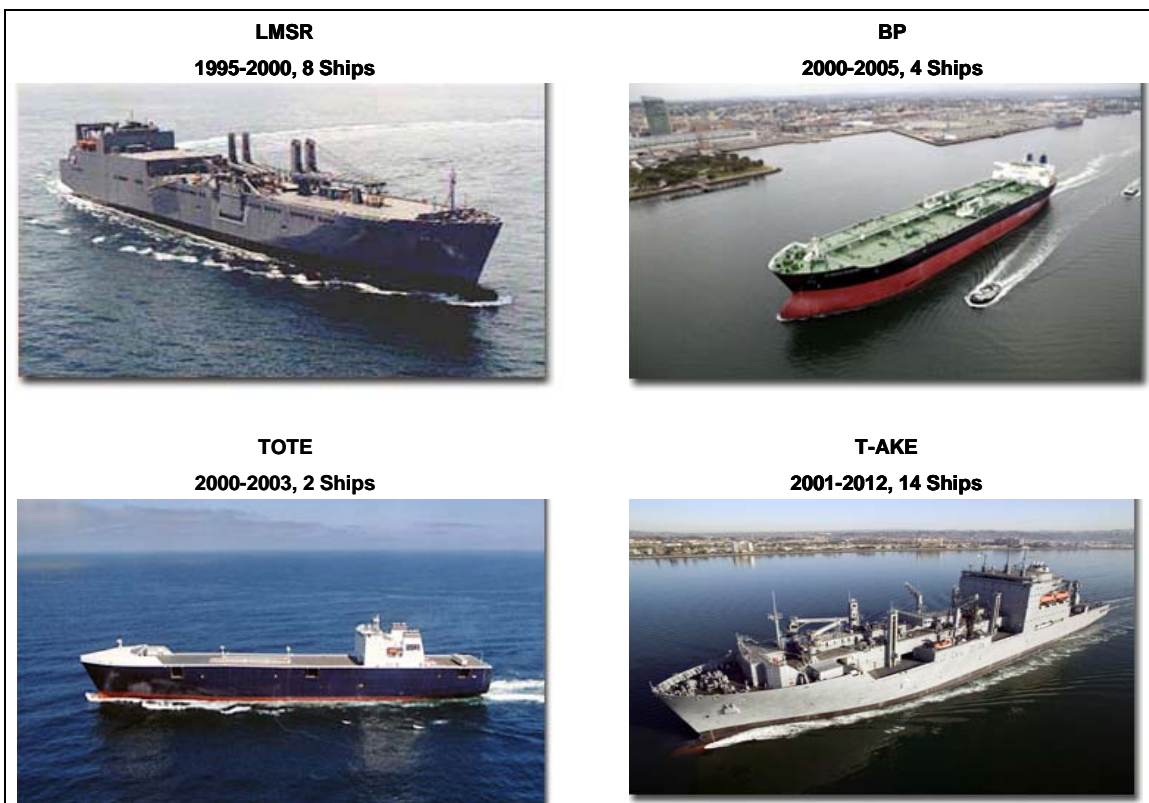 LMSR
1995-2000, 8 Ships
BP
2000-2005, 4 Ships
TOTE
2000-2003, 2 Ships
T-AKE
2001-2012, 14 Ships